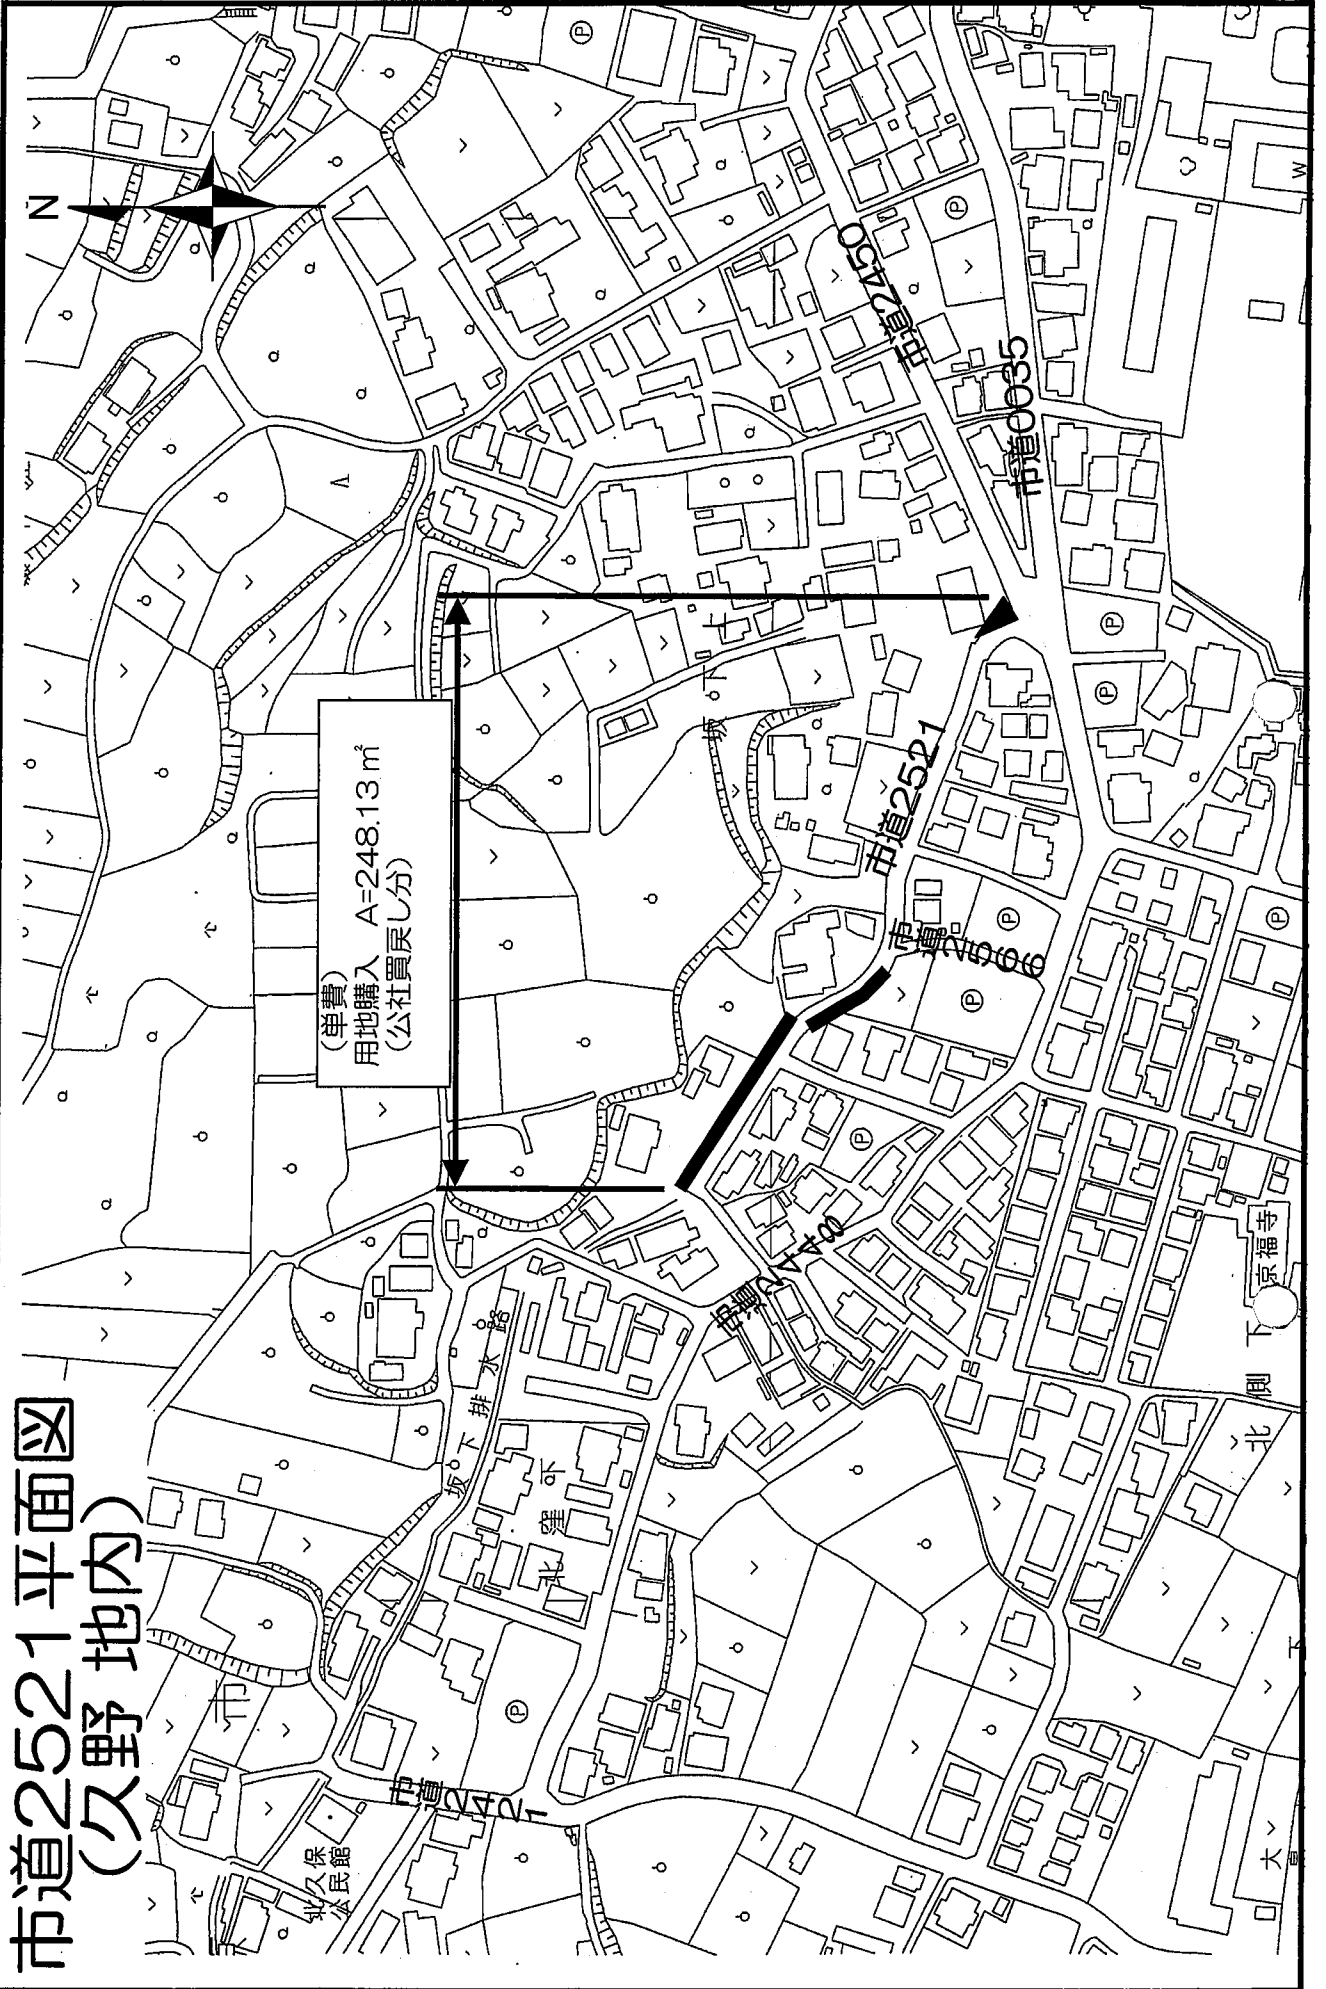 市道2521平面図
(久野 地内)
N
(単費)
用地購入 A=248.13㎡
(公社買戻し分)
市道2450
市道0035
市道2521
市道2566
市道2448
市道2421
坂下上
坂下排水路
北窪下
北久保
公民館
京福寺
北側下
市
W
P
P
P
P
P
P
P
P
P